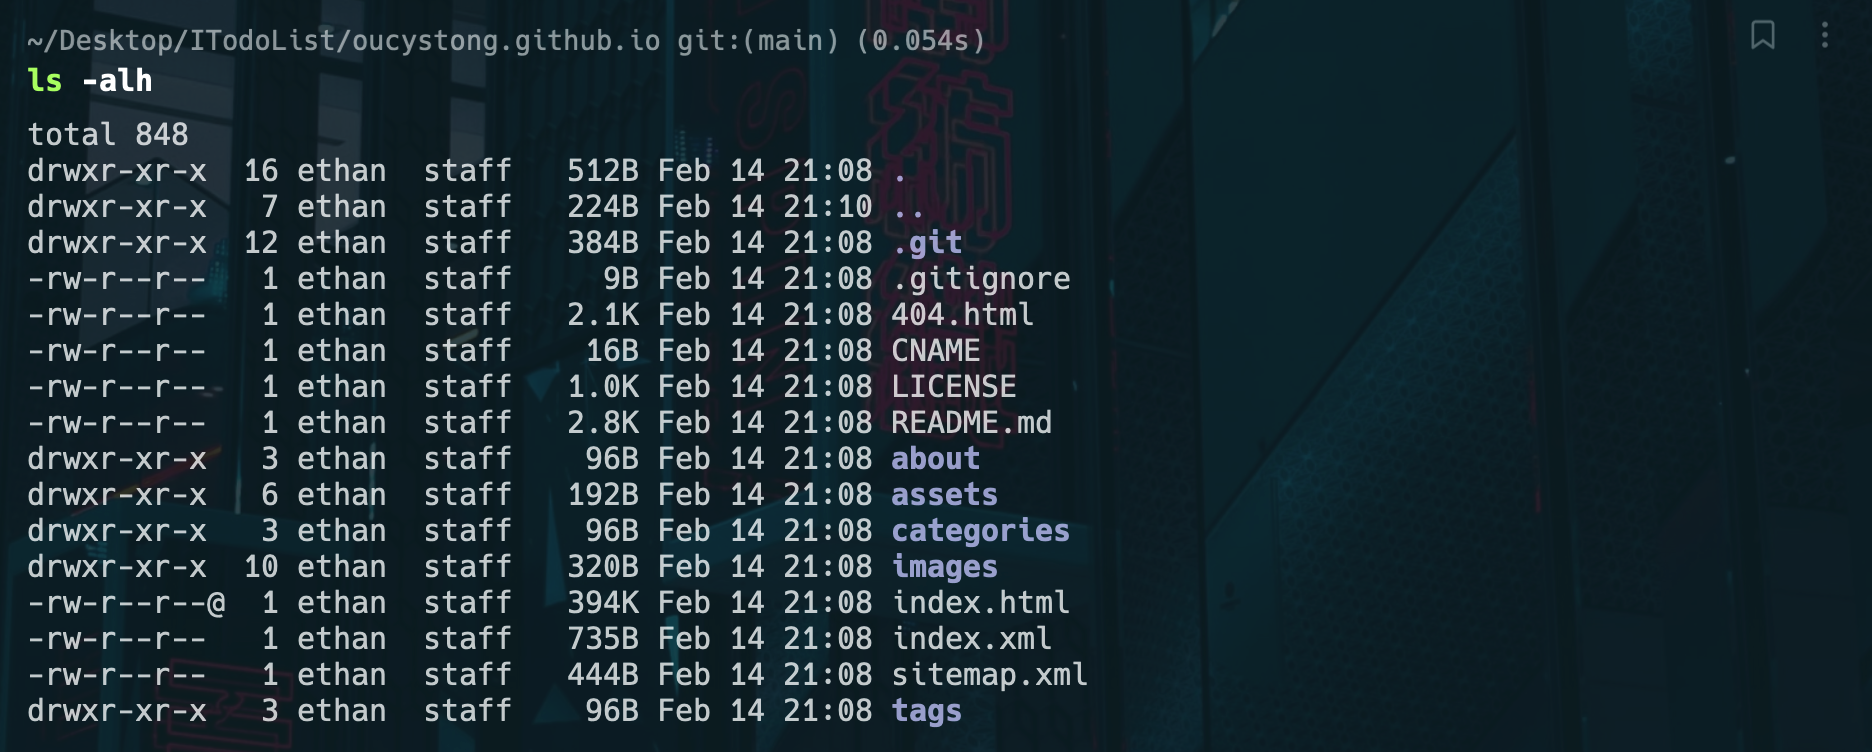 ~/Desktop/ITodoList/oucystong.github.io git:(main) (0.054s)
ls -alh
total 848
drwxr-xr-x  16 ethan  staff   512B Feb 14 21:08 .
drwxr-xr-x   7 ethan  staff   224B Feb 14 21:10 ..
drwxr-xr-x  12 ethan  staff   384B Feb 14 21:08 .git
-rw-r--r--   1 ethan  staff     9B Feb 14 21:08 .gitignore
-rw-r--r--   1 ethan  staff   2.1K Feb 14 21:08 404.html
-rw-r--r--   1 ethan  staff    16B Feb 14 21:08 CNAME
-rw-r--r--   1 ethan  staff   1.0K Feb 14 21:08 LICENSE
-rw-r--r--   1 ethan  staff   2.8K Feb 14 21:08 README.md
drwxr-xr-x   3 ethan  staff    96B Feb 14 21:08 about
drwxr-xr-x   6 ethan  staff   192B Feb 14 21:08 assets
drwxr-xr-x   3 ethan  staff    96B Feb 14 21:08 categories
drwxr-xr-x  10 ethan  staff   320B Feb 14 21:08 images
-rw-r--r--@  1 ethan  staff   394K Feb 14 21:08 index.html
-rw-r--r--   1 ethan  staff   735B Feb 14 21:08 index.xml
-rw-r--r--   1 ethan  staff   444B Feb 14 21:08 sitemap.xml
drwxr-xr-x   3 ethan  staff    96B Feb 14 21:08 tags